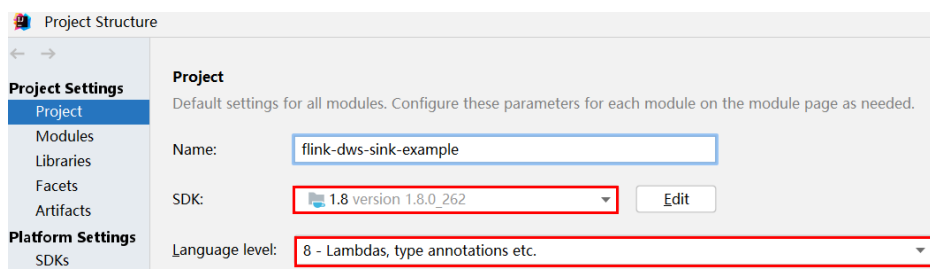 Project Structure
Project Settings
Project
Modules
Libraries
Facets
Artifacts
Platform Settings
SDKs
Project
Default settings for all modules. Configure these parameters for each module on the module page as needed.
Name: flink-dws-sink-example
SDK: 1.8 version 1.8.0_262 Edit
Language level: 8 - Lambdas, type annotations etc.